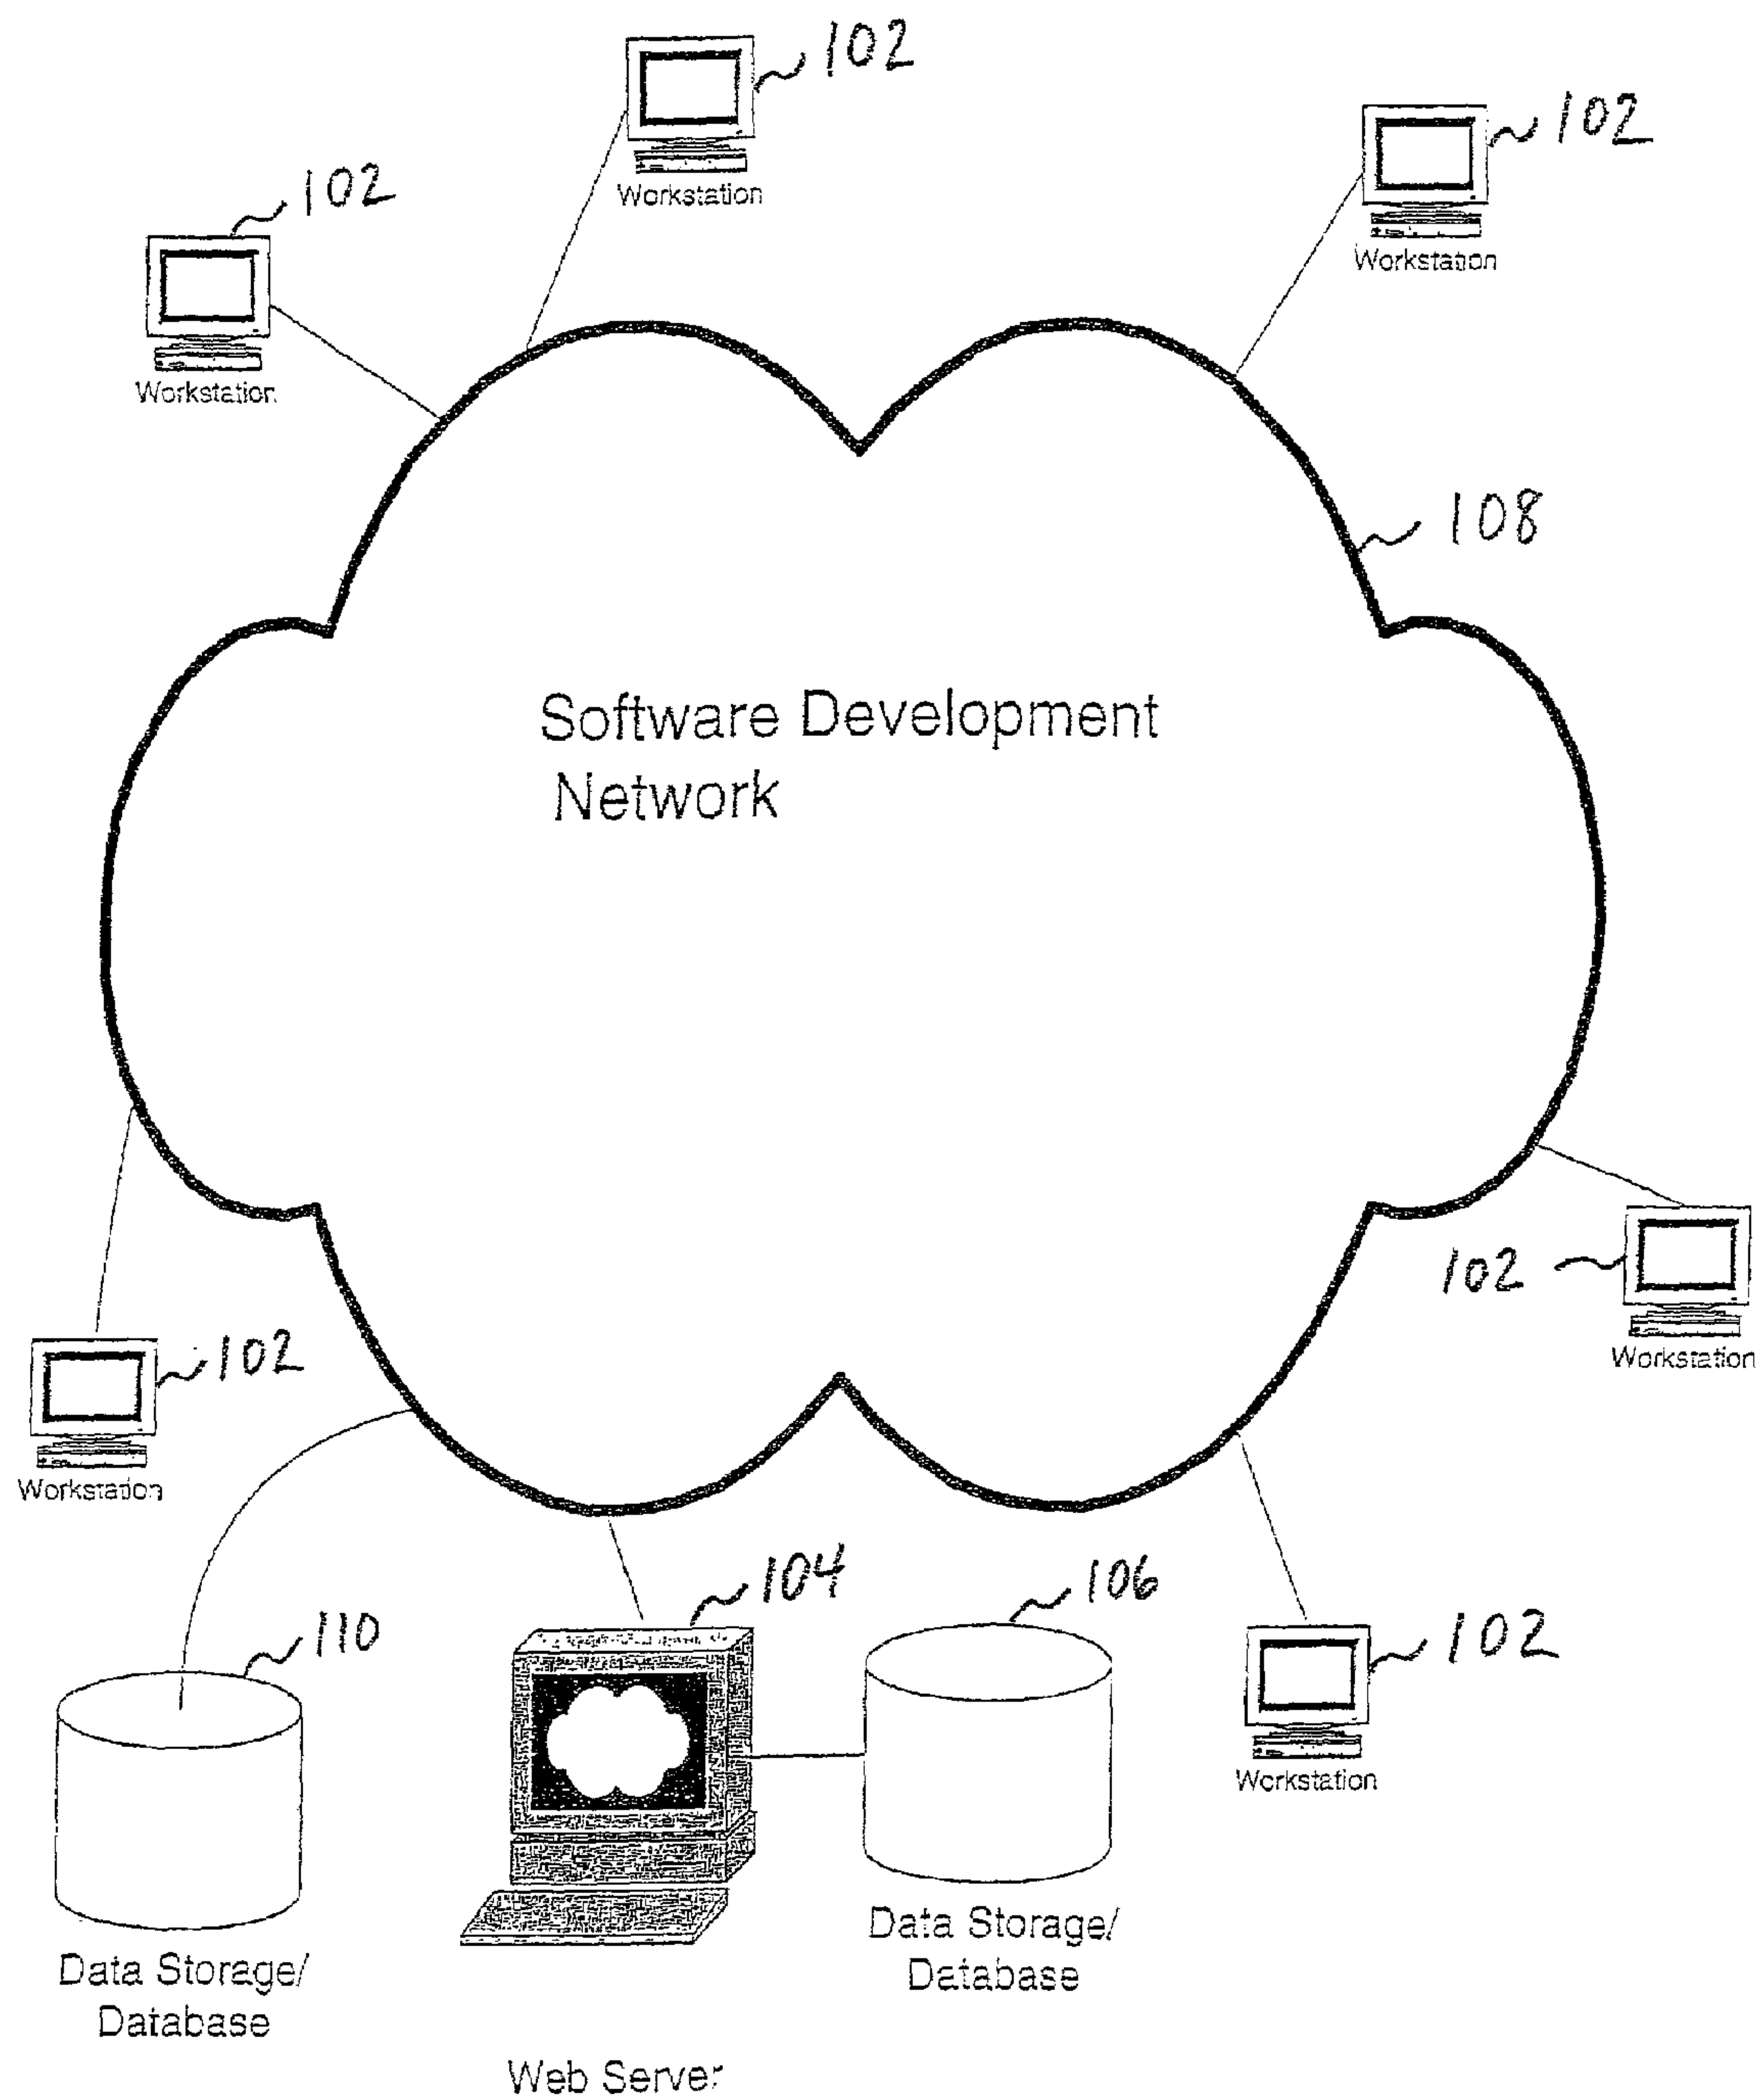 102
102
102
Workstation
Workstation
Workstation
108
Software Development
Network
102
Workstation
102
Workstation
104
106
110
102
Workstation
Data Storage/
Database
Data Storage/
Database
Web Server